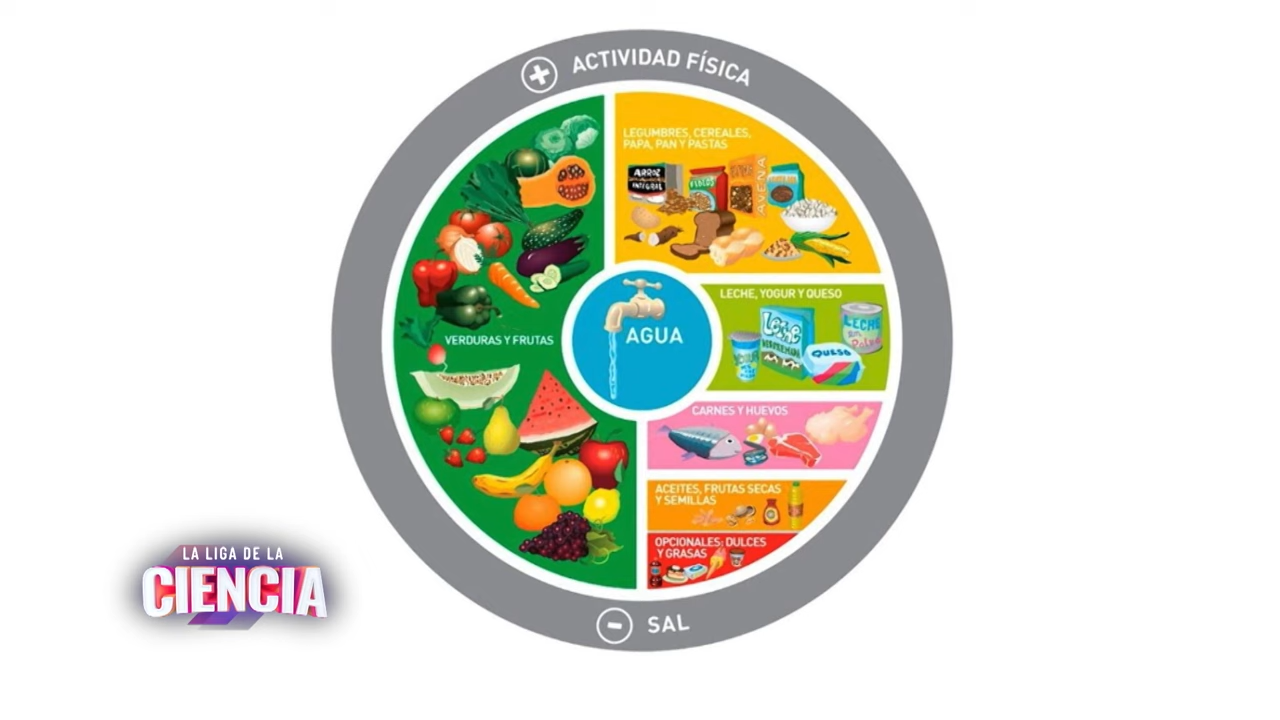 ACTIVIDAD FÍSICA
LEGUMBRES, CEREALES,
PAPA, PAN Y PASTAS
ARROZ
INTEGRAL
AVENA
LECHE, YOGUR Y QUESO
Leche
LECHE
QUESO
VERDURAS Y FRUTAS
AGUA
CARNES Y HUEVOS
ACEITES, FRUTAS SECAS
Y SEMILLAS
OPCIONALES: DULCES
Y GRASAS
SAL
LA LIGA DE LA
CIENCIA